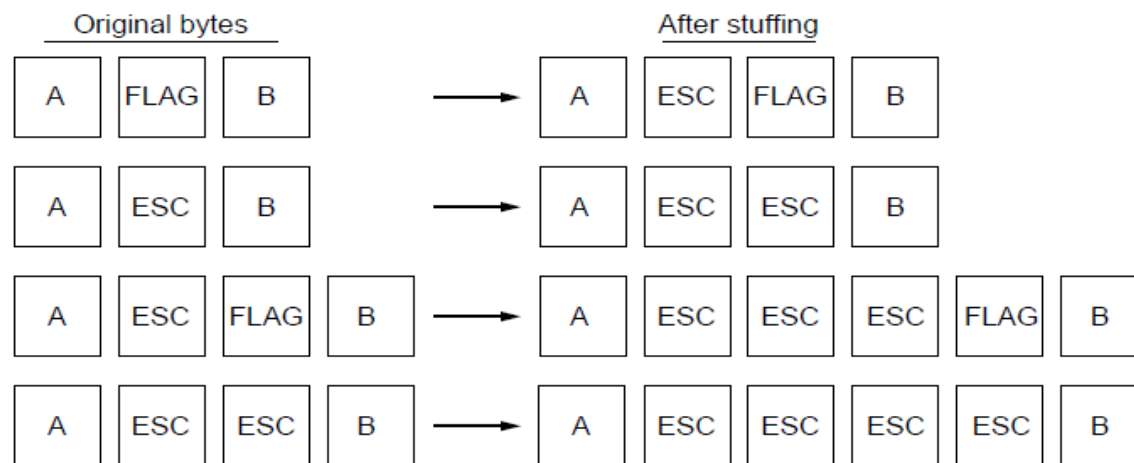 Original bytes After stuffing
A FLAG B A ESC FLAG B
A ESC B A ESC ESC B
A ESC FLAG B A ESC ESC ESC FLAG B
A ESC ESC B A ESC ESC ESC ESC B